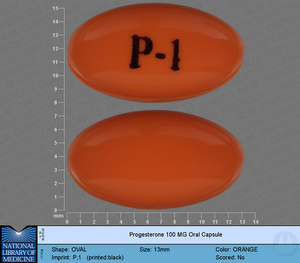 15
14
13
12
11
10
9
8
7
6
5
4
3
2
1
0
mm
P-1
0 1 2 3 4 5 6 7 8 9 10 11 12 13 14
Progesterone 100 MG Oral Capsule
NATIONAL
LIBRARY OF
MEDICINE
Shape: OVAL Size: 13mm Color: ORANGE
Imprint: P;1 (printed:black) Scored: No